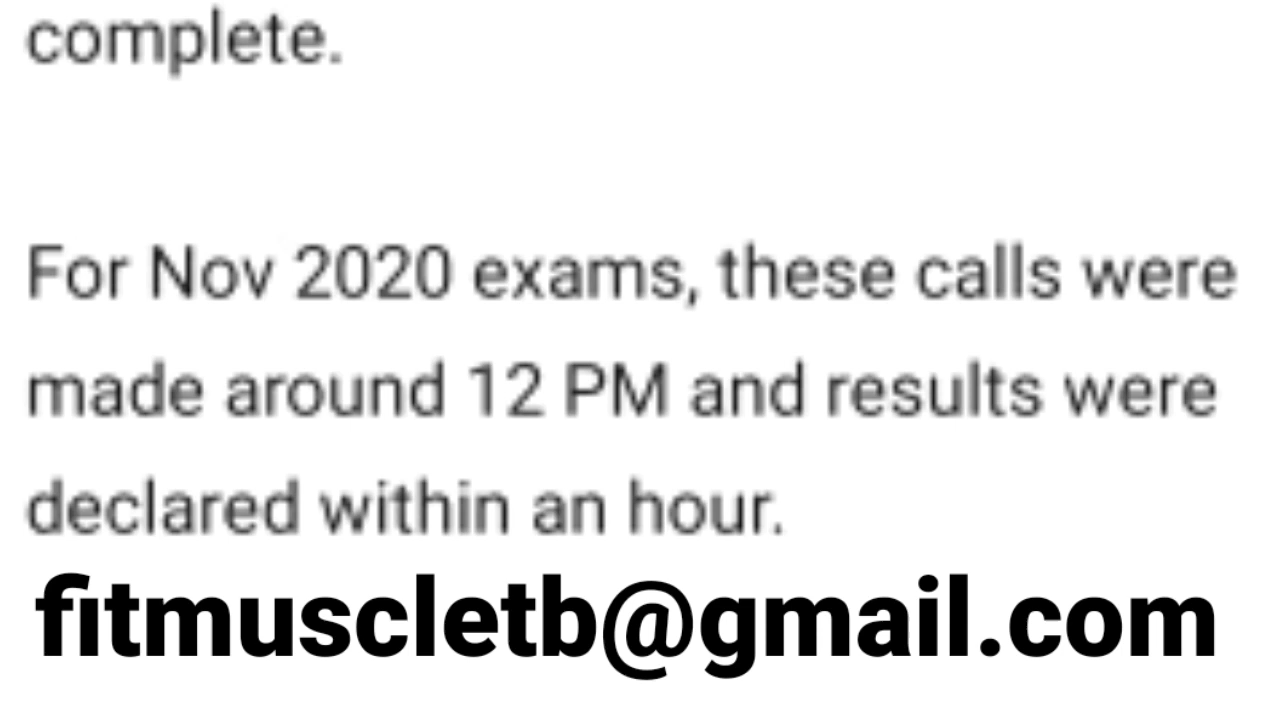 complete.
For Nov 2020 exams, these calls were
made around 12 PM and results were
declared within an hour.
fitmuscletb@gmail.com